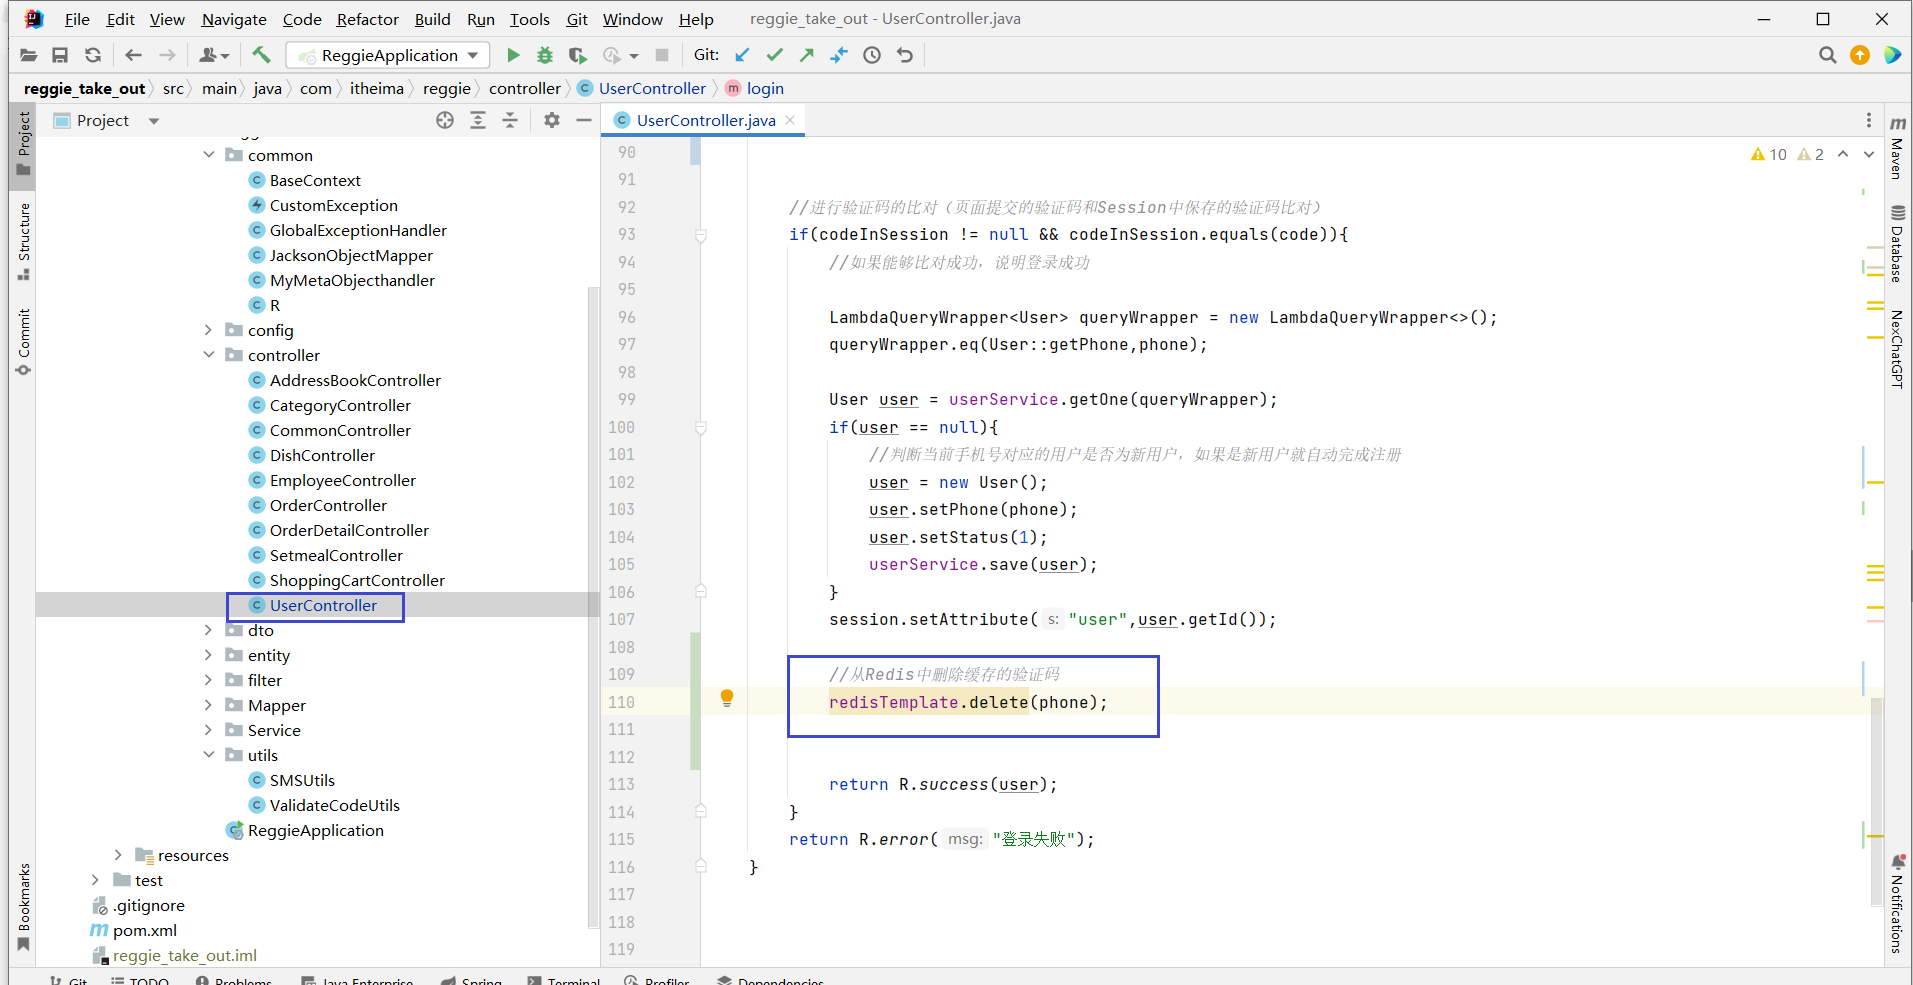 File Edit View Navigate Code Refactor Build Run Tools Git Window Help reggie_take_out - UserController.java
ReggieApplication Git:
reggie_take_out src main java com itheima reggie controller UserController login
Project
UserController.java
Project
Structure
Commit
Bookmarks
common
BaseContext
CustomException
GlobalExceptionHandler
JacksonObjectMapper
MyMetaObjecthandler
R
config
controller
AddressBookController
CategoryController
CommonController
DishController
EmployeeController
OrderController
OrderDetailController
SetmealController
ShoppingCartController
UserController
dto
entity
filter
Mapper
Service
utils
SMSUtils
ValidateCodeUtils
ReggieApplication
resources
test
.gitignore
pom.xml
reggie_take_out.iml
10 2
90
91
92 //进行验证码的比对（页面提交的验证码和Session中保存的验证码比对）
93 if(codeInSession != null && codeInSession.equals(code)){
94 //如果能够比对成功，说明登录成功
95
96 LambdaQueryWrapper<User> queryWrapper = new LambdaQueryWrapper<>();
97 queryWrapper.eq(User::getPhone,phone);
98
99 User user = userService.getOne(queryWrapper);
100 if(user == null){
101 //判断当前手机号对应的用户是否为新用户，如果是新用户就自动完成注册
102 user = new User();
103 user.setPhone(phone);
104 user.setStatus(1);
105 userService.save(user);
106 }
107 session.setAttribute( s: "user",user.getId());
108
109 //从Redis中删除缓存的验证码
110 redisTemplate.delete(phone);
111
112
113 return R.success(user);
114 }
115 return R.error( msg: "登录失败");
116 }
117
118
119
m
Maven
Database
NexChatGPT
Notifications
Git TODO Problems Java Enterprise Spring Terminal Profiler Dependencies